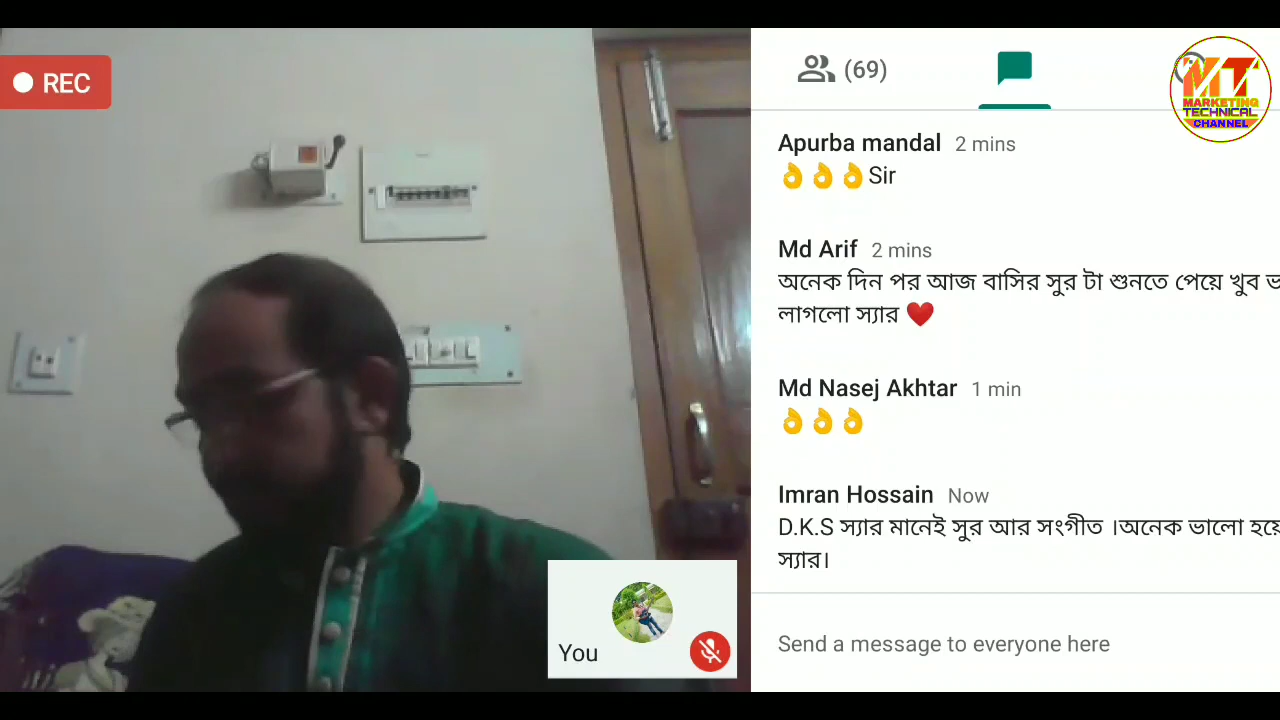 REC
(69)
MT
MARKETING
TECHNICAL
CHANNEL
Apurba mandal 2 mins
👌👌👌Sir
Md Arif 2 mins
অনেক দিন পর আজ বাসির সুর টা শুনতে পেয়ে খুব
লাগলো স্যার ❤️
Md Nasej Akhtar 1 min
👌👌👌
Imran Hossain Now
D.K.S স্যার মানেই সুর আর সংগীত ।অনেক ভালো হয়ে
স্যার।
You
Send a message to everyone here